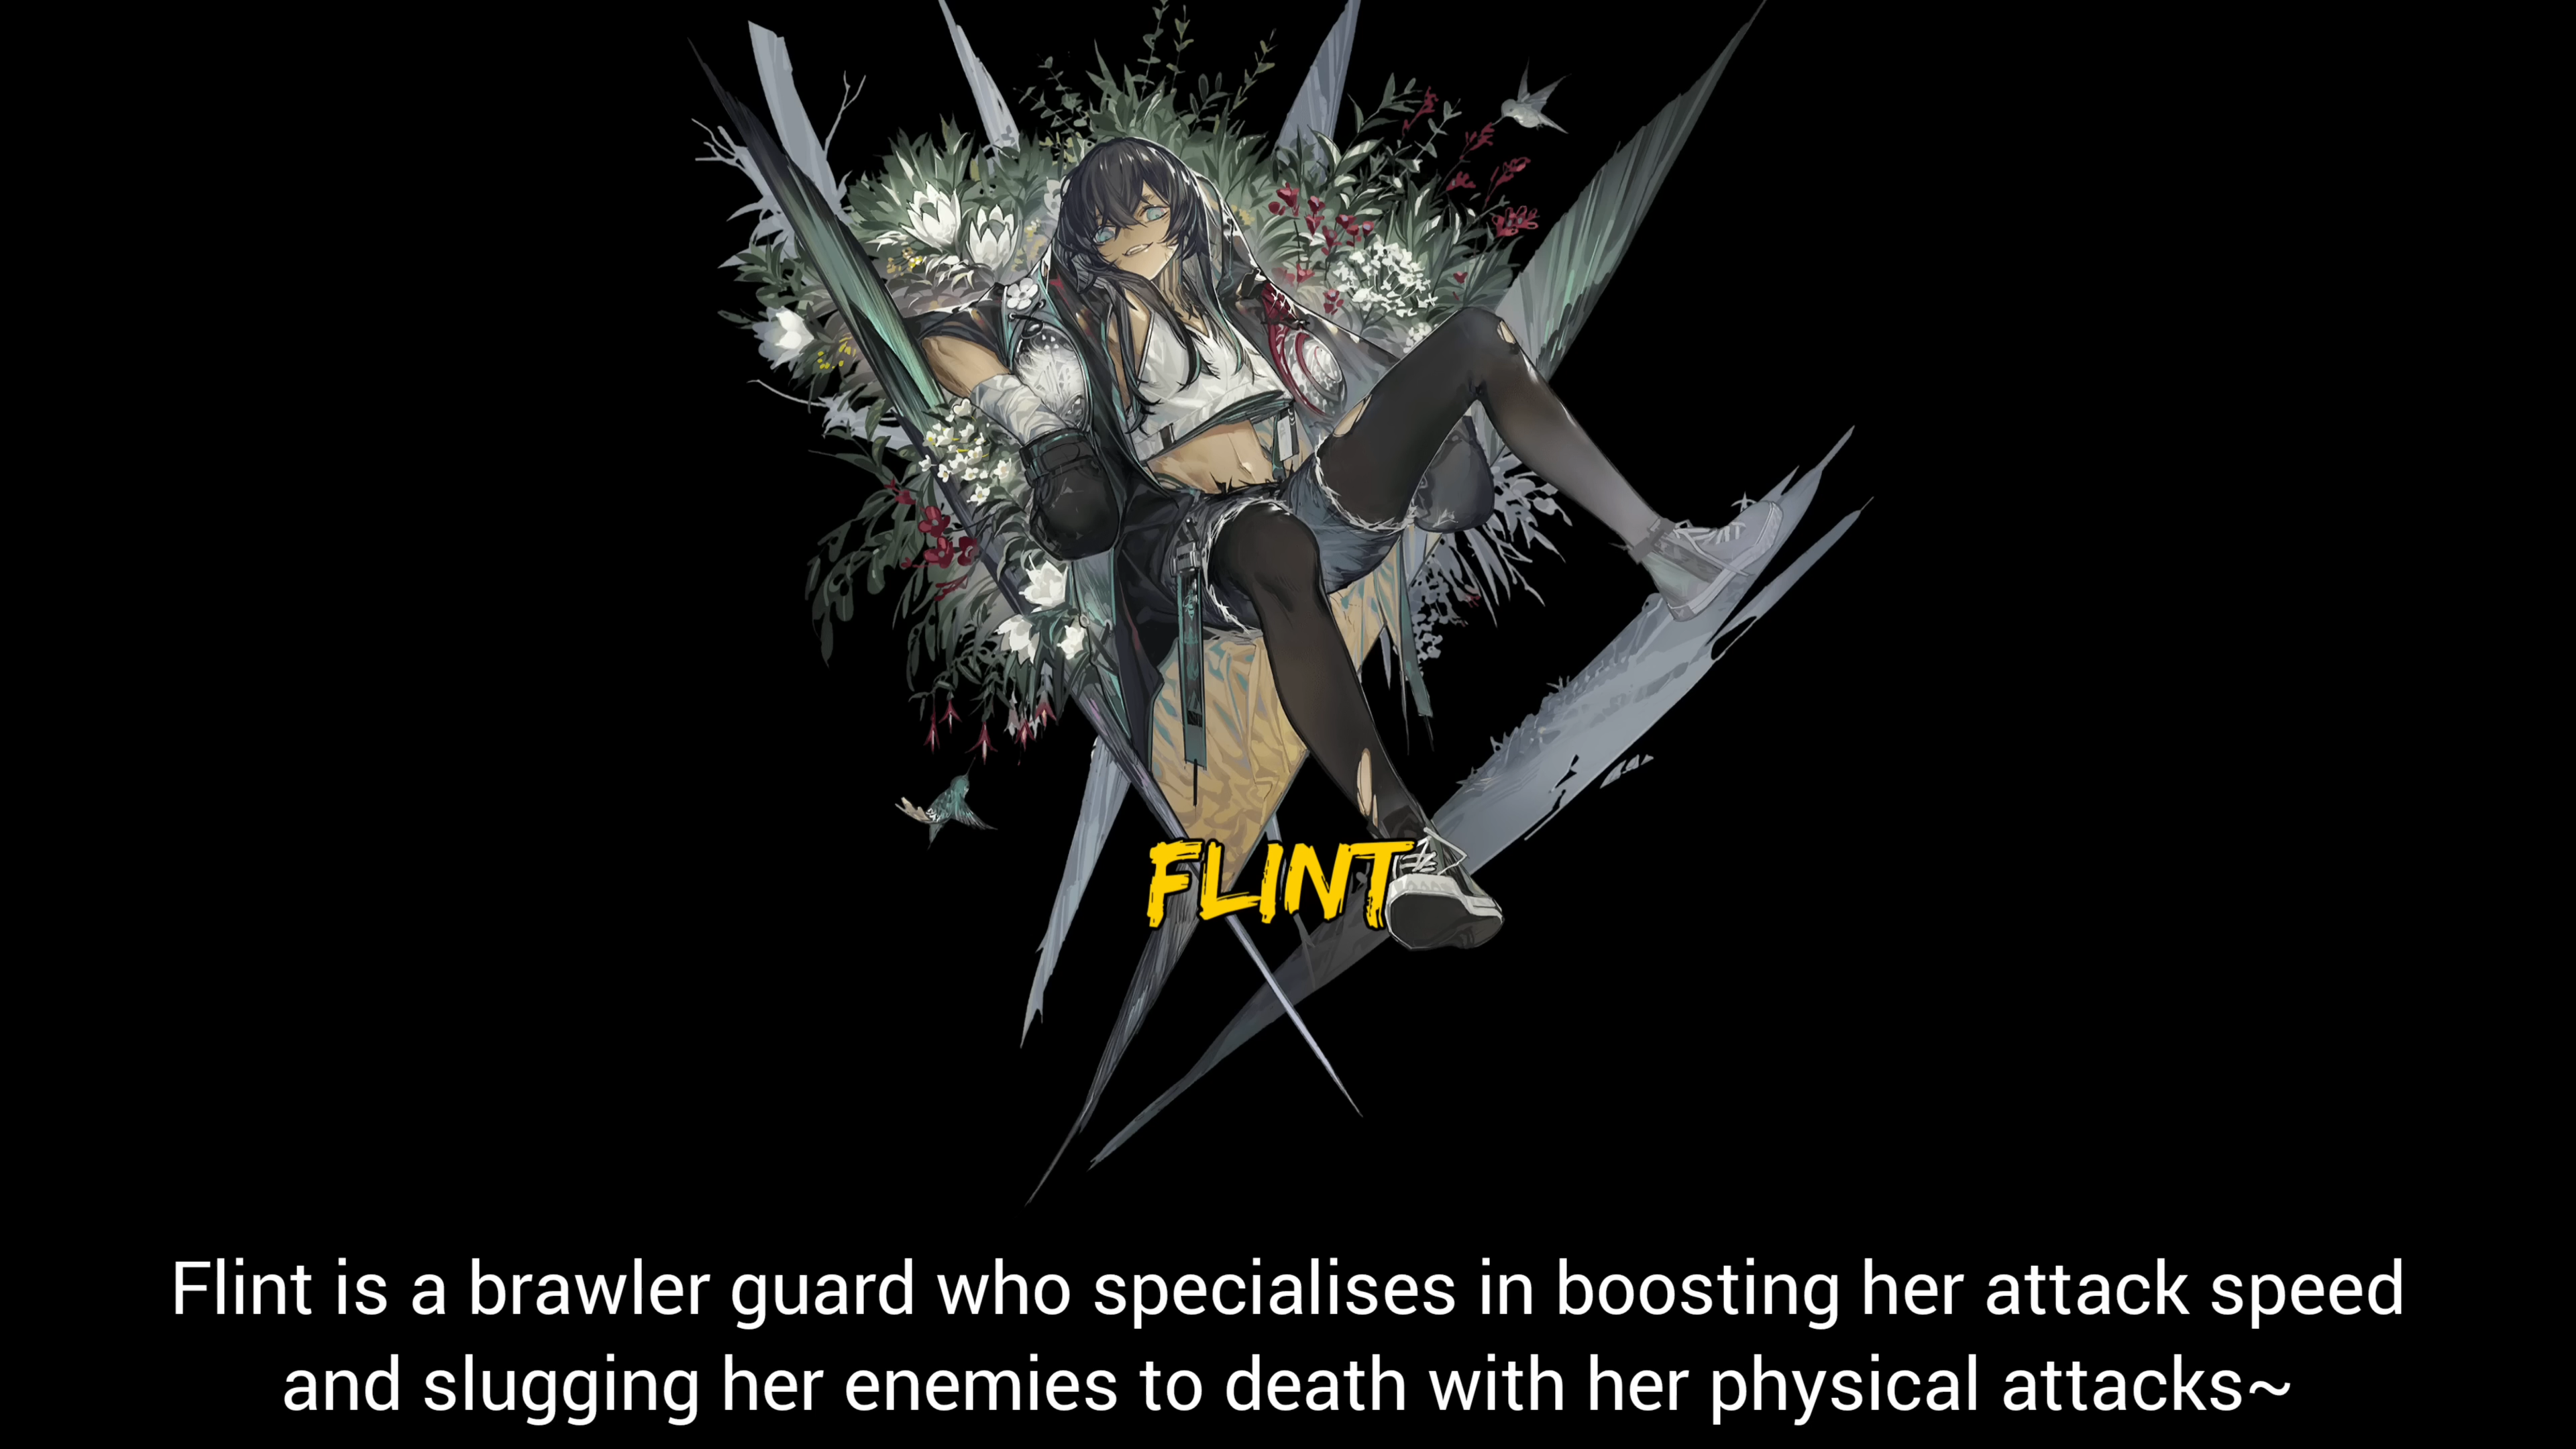 FLINT
Flint is a brawler guard who specialises in boosting her attack speed
and slugging her enemies to death with her physical attacks~